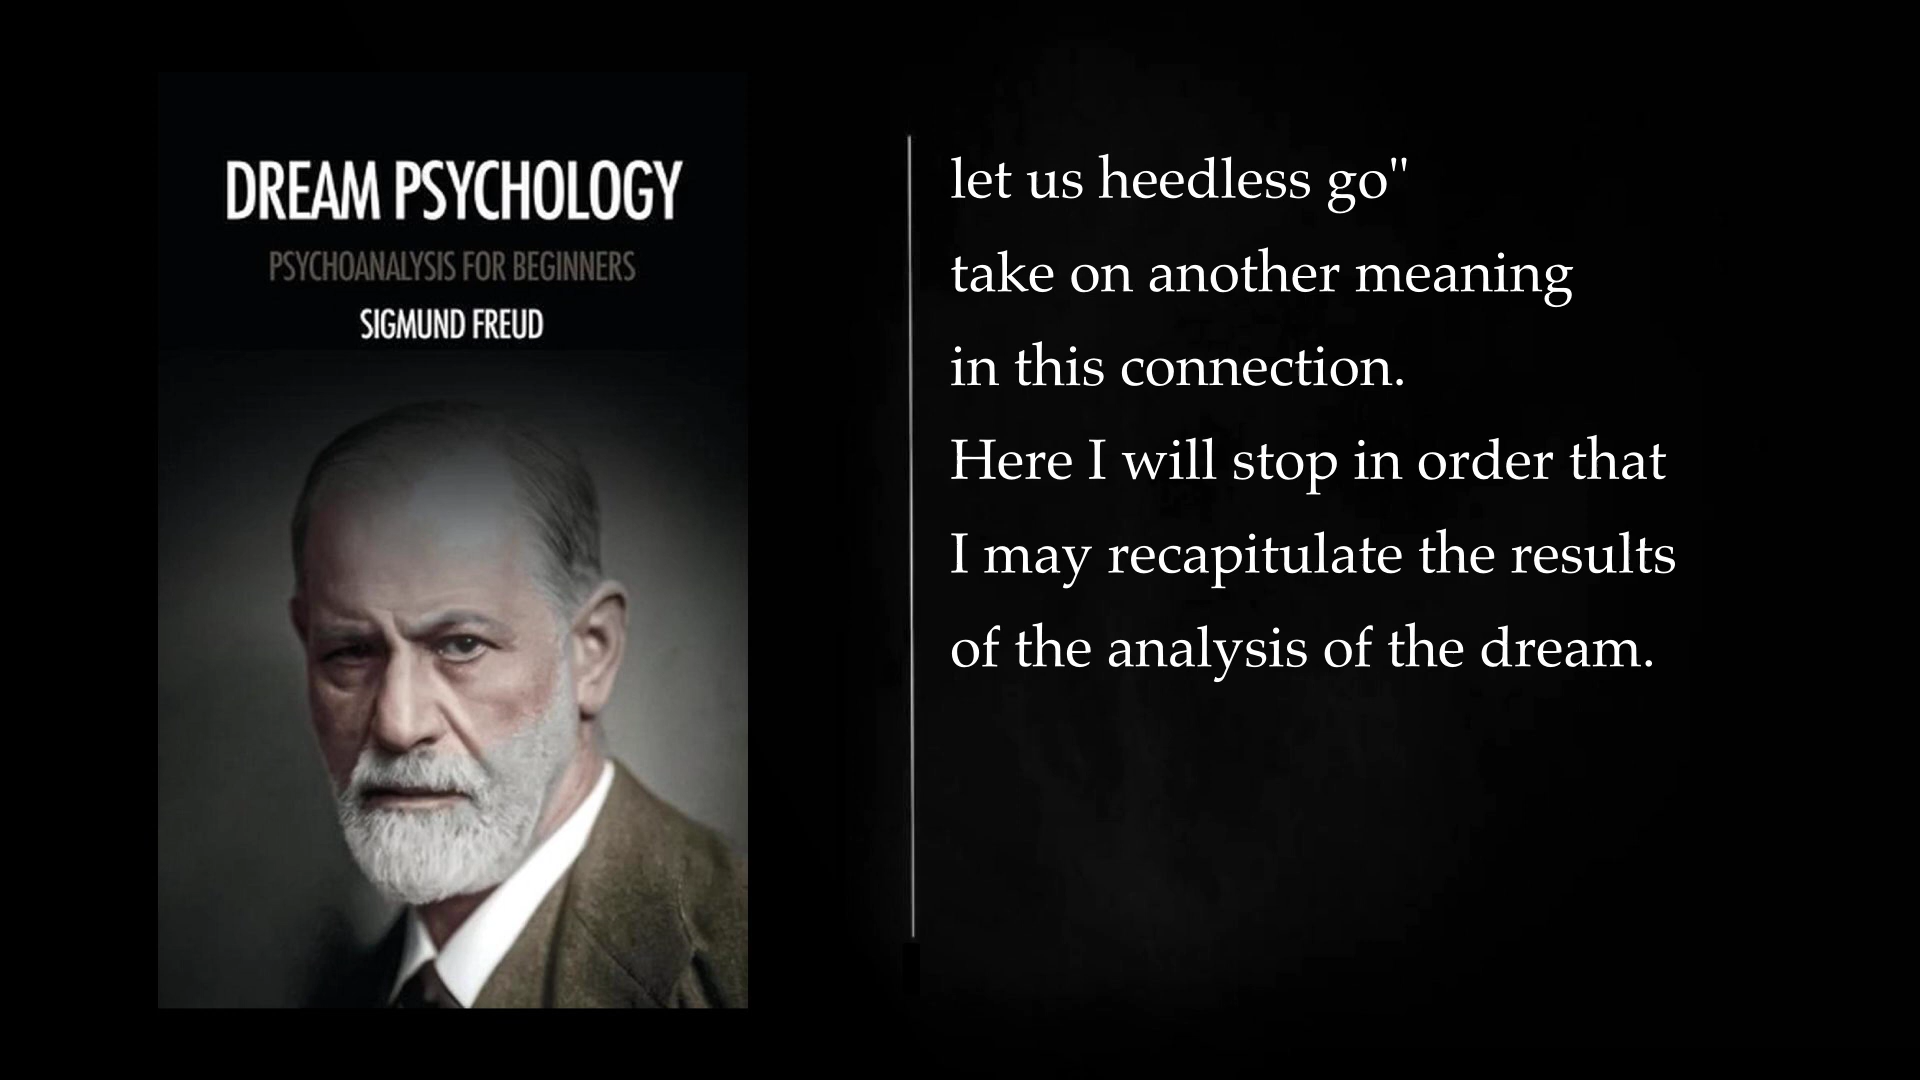 DREAM PSYCHOLOGY
PSYCHOANALYSIS FOR BEGINNERS
SIGMUND FREUD
let us heedless go"
take on another meaning
in this connection.
Here I will stop in order that
I may recapitulate the results
of the analysis of the dream.